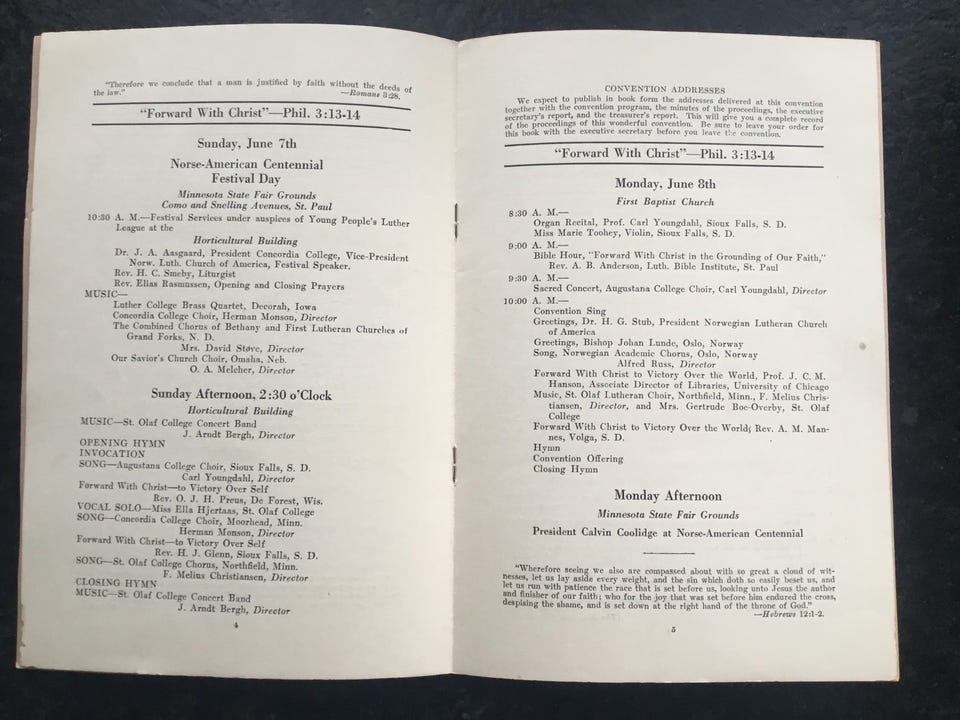 "Therefore we conclude that a man is justified by faith without the deeds of
the law."
—Romans 3:28.
"Forward With Christ"—Phil. 3:13-14
Sunday, June 7th
Norse-American Centennial
Festival Day
Minnesota State Fair Grounds
Como and Snelling Avenues, St. Paul
10:30 A. M.—Festival Services under auspices of Young People's Luther
League at the
Horticultural Building
Dr. J. A. Aasgaard, President Concordia College, Vice-President
Norw. Luth. Church of America, Festival Speaker.
Rev. H. C. Smeby, Liturgist
Rev. Elias Rasmussen, Opening and Closing Prayers
MUSIC—
Luther College Brass Quartet, Decorah, Iowa
Concordia College Choir, Herman Monson, Director
The Combined Chorus of Bethany and First Lutheran Churches of
Grand Forks, N. D.
Mrs. David Støve, Director
Our Savior's Church Choir, Omaha, Neb.
O. A. Melcher, Director
Sunday Afternoon, 2:30 o'Clock
Horticultural Building
MUSIC—St. Olaf College Concert Band
J. Arndt Bergh, Director
OPENING HYMN
INVOCATION
SONG—Augustana College Choir, Sioux Falls, S. D.
Carl Youngdahl, Director
Forward With Christ—to Victory Over Self
Rev. O. J. H. Preus, De Forest, Wis.
VOCAL SOLO—Miss Ella Hjertaas, St. Olaf College
SONG—Concordia College Choir, Moorhead, Minn.
Herman Monson, Director
Forward With Christ—to Victory Over Self
Rev. H. J. Glenn, Sioux Falls, S. D.
SONG—St. Olaf College Chorus, Northfield, Minn.
F. Melius Christiansen, Director
CLOSING HYMN
MUSIC—St. Olaf College Concert Band
J. Arndt Bergh, Director
4
CONVENTION ADDRESSES
We expect to publish in book form the addresses delivered at this convention
together with the convention program, the minutes of the proceedings, the executive
secretary's report, and the treasurer's report. This will give you a complete record
of the proceedings of this wonderful convention. Be sure to leave your order for
this book with the executive secretary before you leave the convention.
"Forward With Christ"—Phil. 3:13-14
Monday, June 8th
First Baptist Church
8:30 A. M.—
Organ Recital, Prof. Carl Youngdahl, Sioux Falls, S. D.
Miss Marie Toohey, Violin, Sioux Falls, S. D.
9:00 A. M.—
Bible Hour, "Forward With Christ in the Grounding of Our Faith,"
Rev. A. B. Anderson, Luth. Bible Institute, St. Paul
9:30 A. M.—
Sacred Concert, Augustana College Choir, Carl Youngdahl, Director
10:00 A. M.—
Convention Sing
Greetings, Dr. H. G. Stub, President Norwegian Lutheran Church
of America
Greetings, Bishop Johan Lunde, Oslo, Norway
Song, Norwegian Academic Chorus, Oslo, Norway
Alfred Russ, Director
Forward With Christ to Victory Over the World, Prof. J. C. M.
Hanson, Associate Director of Libraries, University of Chicago
Music, St. Olaf Lutheran Choir, Northfield, Minn., F. Melius Chris-
tiansen, Director, and Mrs. Gertrude Boe-Overby, St. Olaf
College
Forward With Christ to Victory Over the World; Rev. A. M. Man-
nes, Volga, S. D.
Hymn
Convention Offering
Closing Hymn
Monday Afternoon
Minnesota State Fair Grounds
President Calvin Coolidge at Norse-American Centennial
"Wherefore seeing we also are compassed about with so great a cloud of wit-
nesses, let us lay aside every weight, and the sin which doth so easily beset us, and
let us run with patience the race that is set before us, looking unto Jesus the author
and finisher of our faith; who for the joy that was set before him endured the cross,
despising the shame, and is set down at the right hand of the throne of God."
—Hebrews 12:1-2.
5